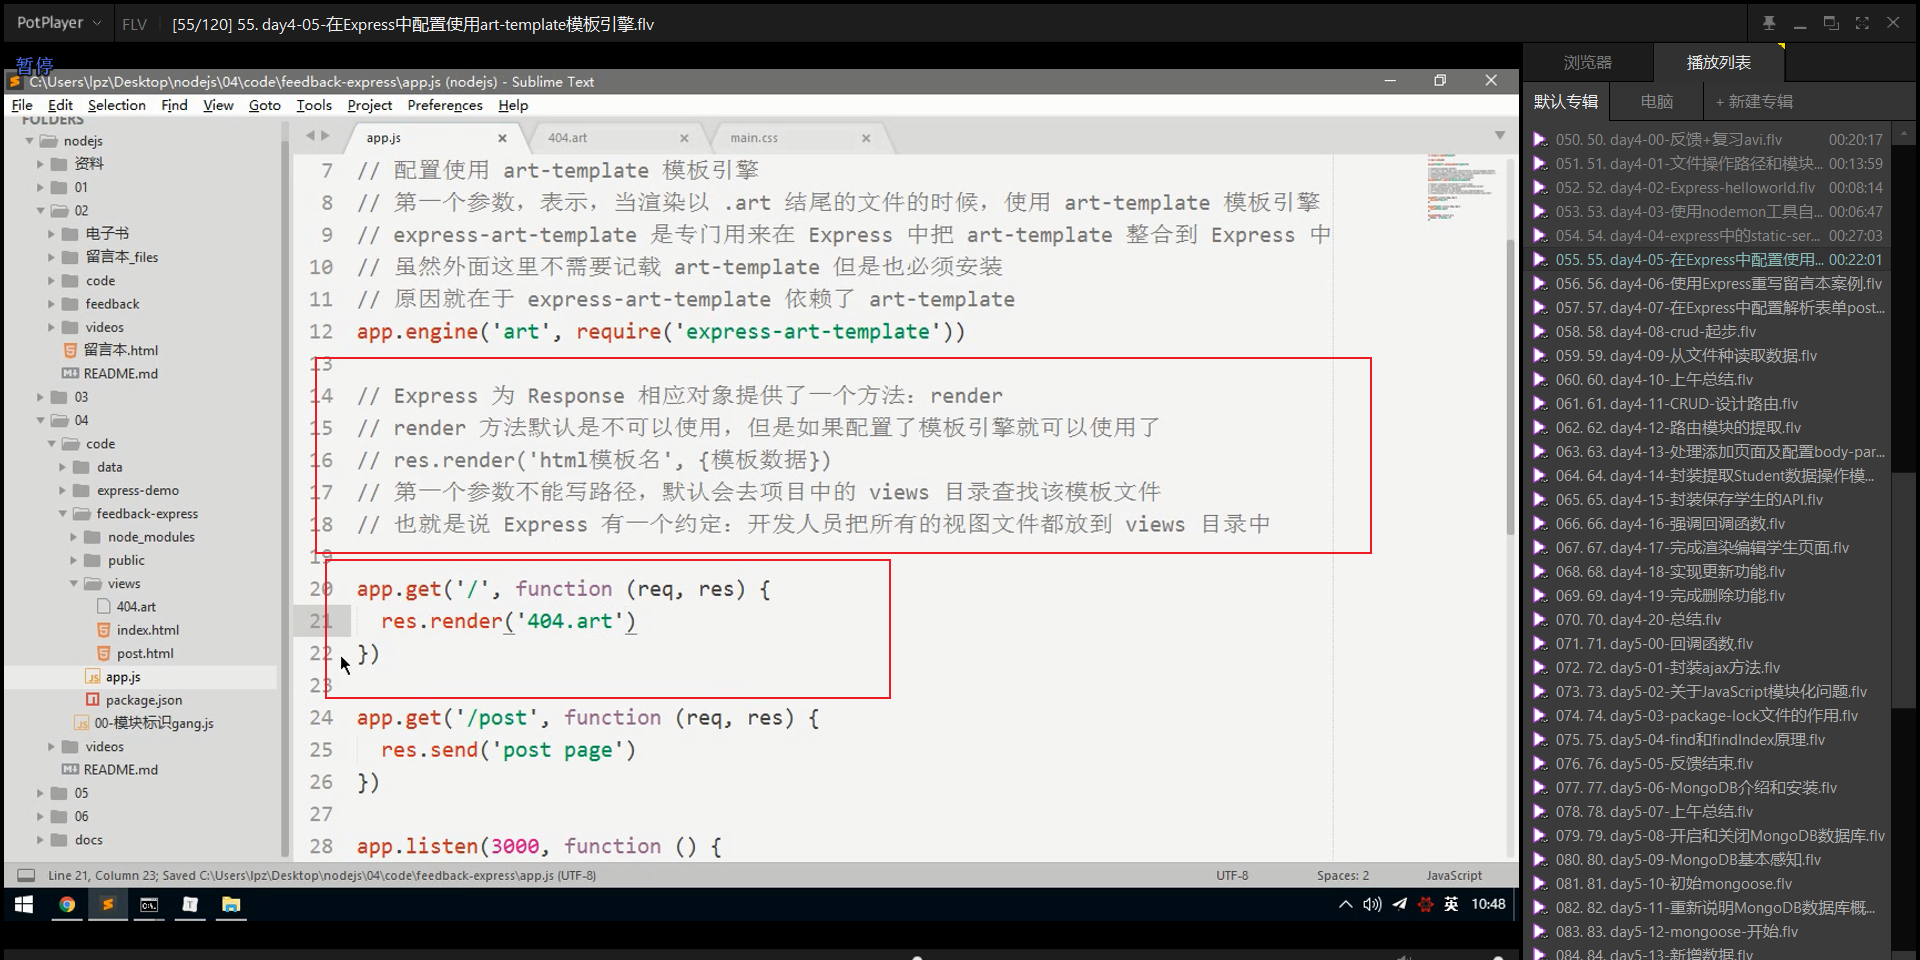 PotPlayer
FLV
[55/120] 55. day4-05-在Express中配置使用art-template模板引擎.flv
暂停
C:\Users\lpz\Desktop\nodejs\04\code\feedback-express\app.js (nodejs) - Sublime Text
File Edit Selection Find View Goto Tools Project Preferences Help
FOLDERS
nodejs
资料
01
02
电子书
留言本_files
code
feedback
videos
留言本.html
README.md
03
04
code
data
express-demo
feedback-express
node_modules
public
views
404.art
index.html
post.html
app.js
package.json
00-模块标识gang.js
videos
README.md
05
06
docs
app.js
404.art
main.css
7 // 配置使用 art-template 模板引擎
8 // 第一个参数，表示，当渲染以 .art 结尾的文件的时候，使用 art-template 模板引擎
9 // express-art-template 是专门用来在 Express 中把 art-template 整合到 Express 中
10 // 虽然外面这里不需要记载 art-template 但是也必须安装
11 // 原因就在于 express-art-template 依赖了 art-template
12 app.engine('art', require('express-art-template'))
13
14 // Express 为 Response 相应对象提供了一个方法：render
15 // render 方法默认是不可以使用，但是如果配置了模板引擎就可以使用了
16 // res.render('html模板名', {模板数据})
17 // 第一个参数不能写路径，默认会去项目中的 views 目录查找该模板文件
18 // 也就是说 Express 有一个约定：开发人员把所有的视图文件都放到 views 目录中
19
20 app.get('/', function (req, res) {
21 res.render('404.art')
22 })
23
24 app.get('/post', function (req, res) {
25 res.send('post page')
26 })
27
28 app.listen(3000, function () {
Line 21, Column 23; Saved C:\Users\lpz\Desktop\nodejs\04\code\feedback-express\app.js (UTF-8)
UTF-8
Spaces: 2
JavaScript
英
10:48
浏览器
播放列表
默认专辑
电脑
+ 新建专辑
050. 50. day4-00-反馈+复习avi.flv 00:20:17
051. 51. day4-01-文件操作路径和模块... 00:13:59
052. 52. day4-02-Express-helloworld.flv 00:08:14
053. 53. day4-03-使用nodemon工具自... 00:06:47
054. 54. day4-04-express中的static-ser... 00:27:03
055. 55. day4-05-在Express中配置使用... 00:22:01
056. 56. day4-06-使用Express重写留言本案例.flv
057. 57. day4-07-在Express中配置解析表单post...
058. 58. day4-08-crud-起步.flv
059. 59. day4-09-从文件种读取数据.flv
060. 60. day4-10-上午总结.flv
061. 61. day4-11-CRUD-设计路由.flv
062. 62. day4-12-路由模块的提取.flv
063. 63. day4-13-处理添加页面及配置body-par...
064. 64. day4-14-封装提取Student数据操作模...
065. 65. day4-15-封装保存学生的API.flv
066. 66. day4-16-强调回调函数.flv
067. 67. day4-17-完成渲染编辑学生页面.flv
068. 68. day4-18-实现更新功能.flv
069. 69. day4-19-完成删除功能.flv
070. 70. day4-20-总结.flv
071. 71. day5-00-回调函数.flv
072. 72. day5-01-封装ajax方法.flv
073. 73. day5-02-关于JavaScript模块化问题.flv
074. 74. day5-03-package-lock文件的作用.flv
075. 75. day5-04-find和findIndex原理.flv
076. 76. day5-05-反馈结束.flv
077. 77. day5-06-MongoDB介绍和安装.flv
078. 78. day5-07-上午总结.flv
079. 79. day5-08-开启和关闭MongoDB数据库.flv
080. 80. day5-09-MongoDB基本感知.flv
081. 81. day5-10-初始mongoose.flv
082. 82. day5-11-重新说明MongoDB数据库概...
083. 83. day5-12-mongoose-开始.flv
084. 84. day5-13-新增数据.flv